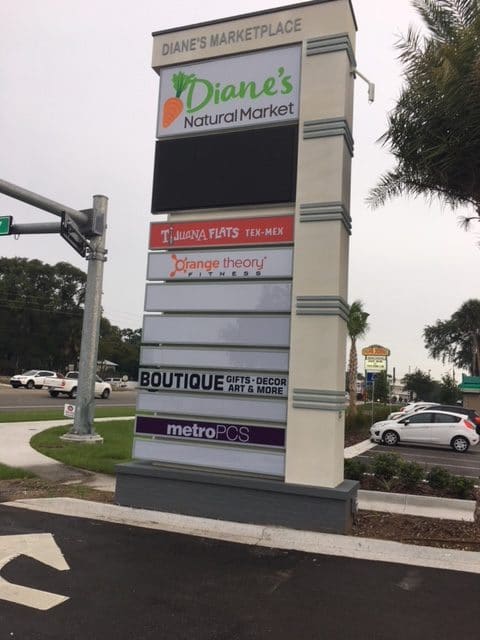 DIANE'S MARKETPLACE
Diane's
Natural Market
TIJUANA FLATS TEX-MEX
Orange theory®
FITNESS
BOUTIQUE GIFTS-DECOR
ART & MORE
metroPCS